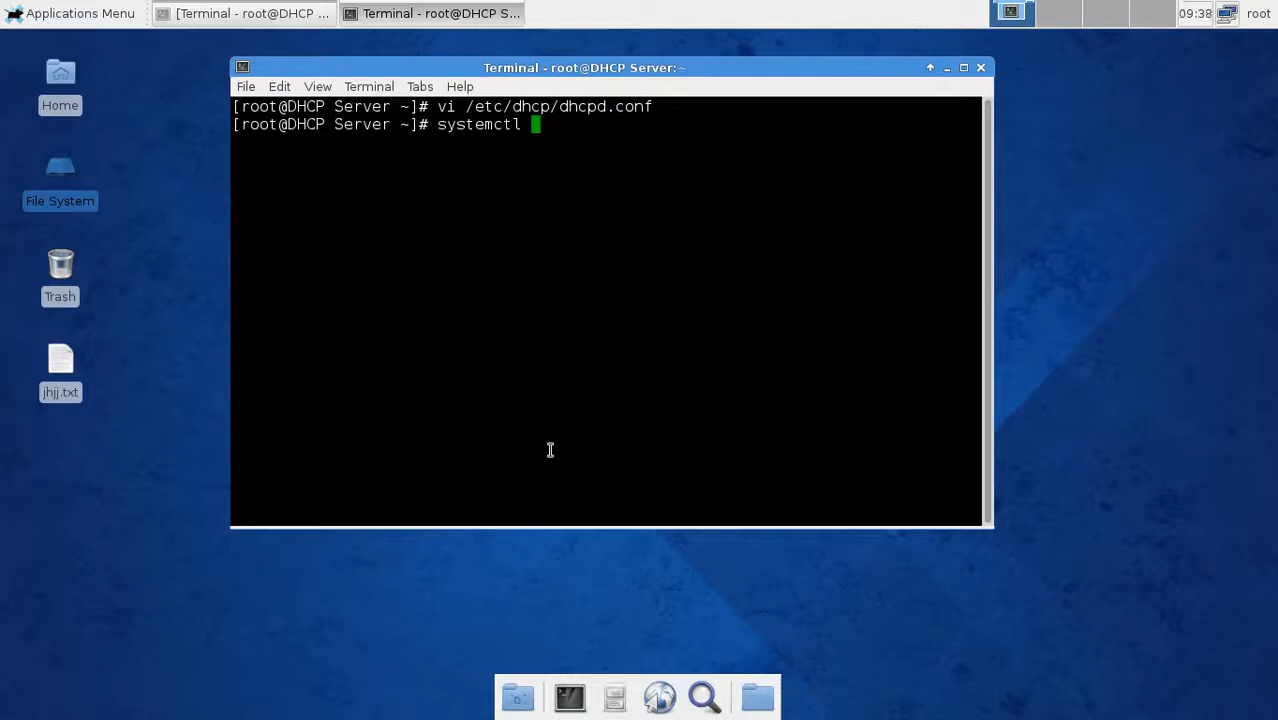 Applications Menu
[Terminal - root@DHCP ...
Terminal - root@DHCP S...
09:38
root
Home
File System
Trash
jhjj.txt
Terminal - root@DHCP Server:~
File Edit View Terminal Tabs Help
[root@DHCP Server ~]# vi /etc/dhcp/dhcpd.conf
[root@DHCP Server ~]# systemctl